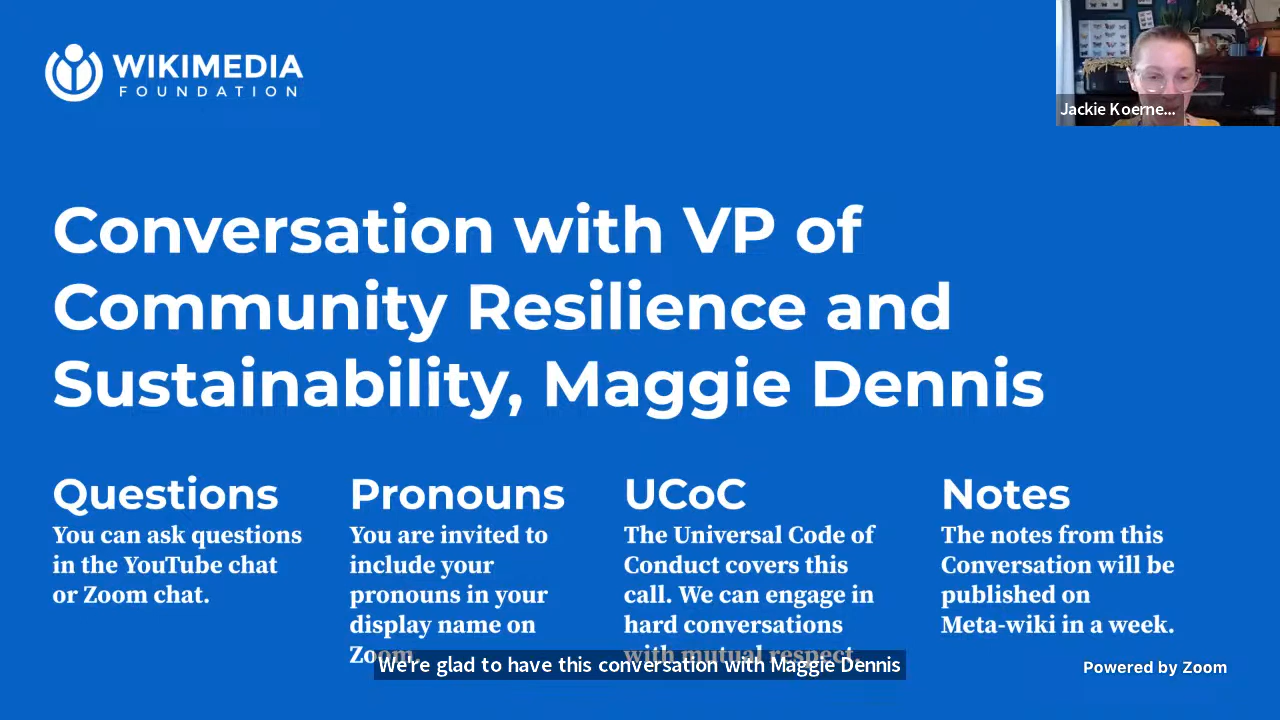 WIKIMEDIA
FOUNDATION
Jackie Koerne...
Conversation with VP of
Community Resilience and
Sustainability, Maggie Dennis
Questions
You can ask questions
in the YouTube chat
or Zoom chat.
Pronouns
You are invited to
include your
pronouns in your
display name on
Zoom.
UCoC
The Universal Code of
Conduct covers this
call. We can engage in
hard conversations
with mutual respect.
Notes
The notes from this
Conversation will be
published on
Meta-wiki in a week.
We're glad to have this conversation with Maggie Dennis
Powered by Zoom